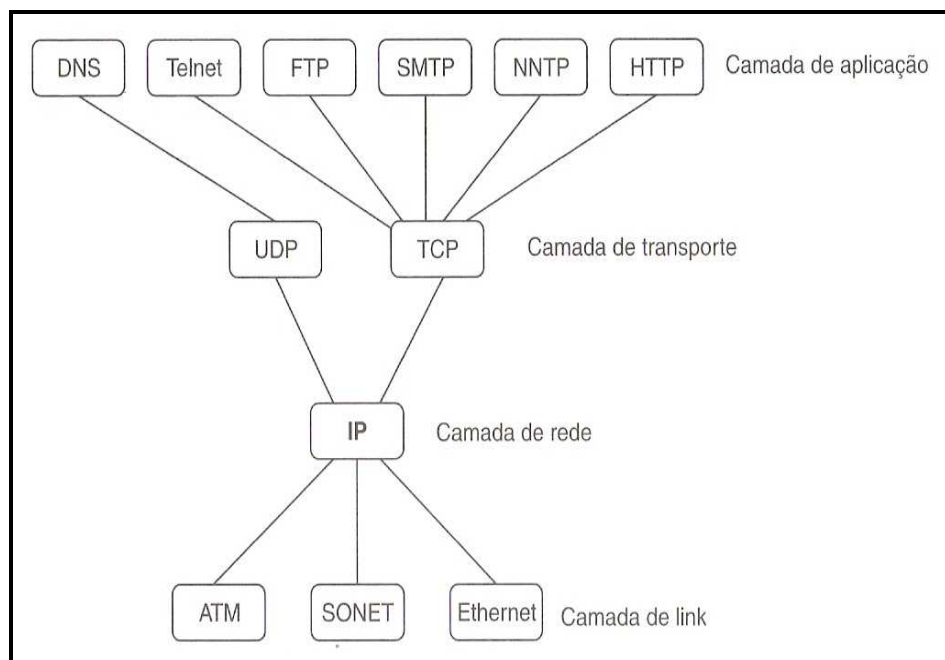 DNS Telnet FTP SMTP NNTP HTTP Camada de aplicação
UDP TCP Camada de transporte
IP Camada de rede
ATM SONET Ethernet Camada de link